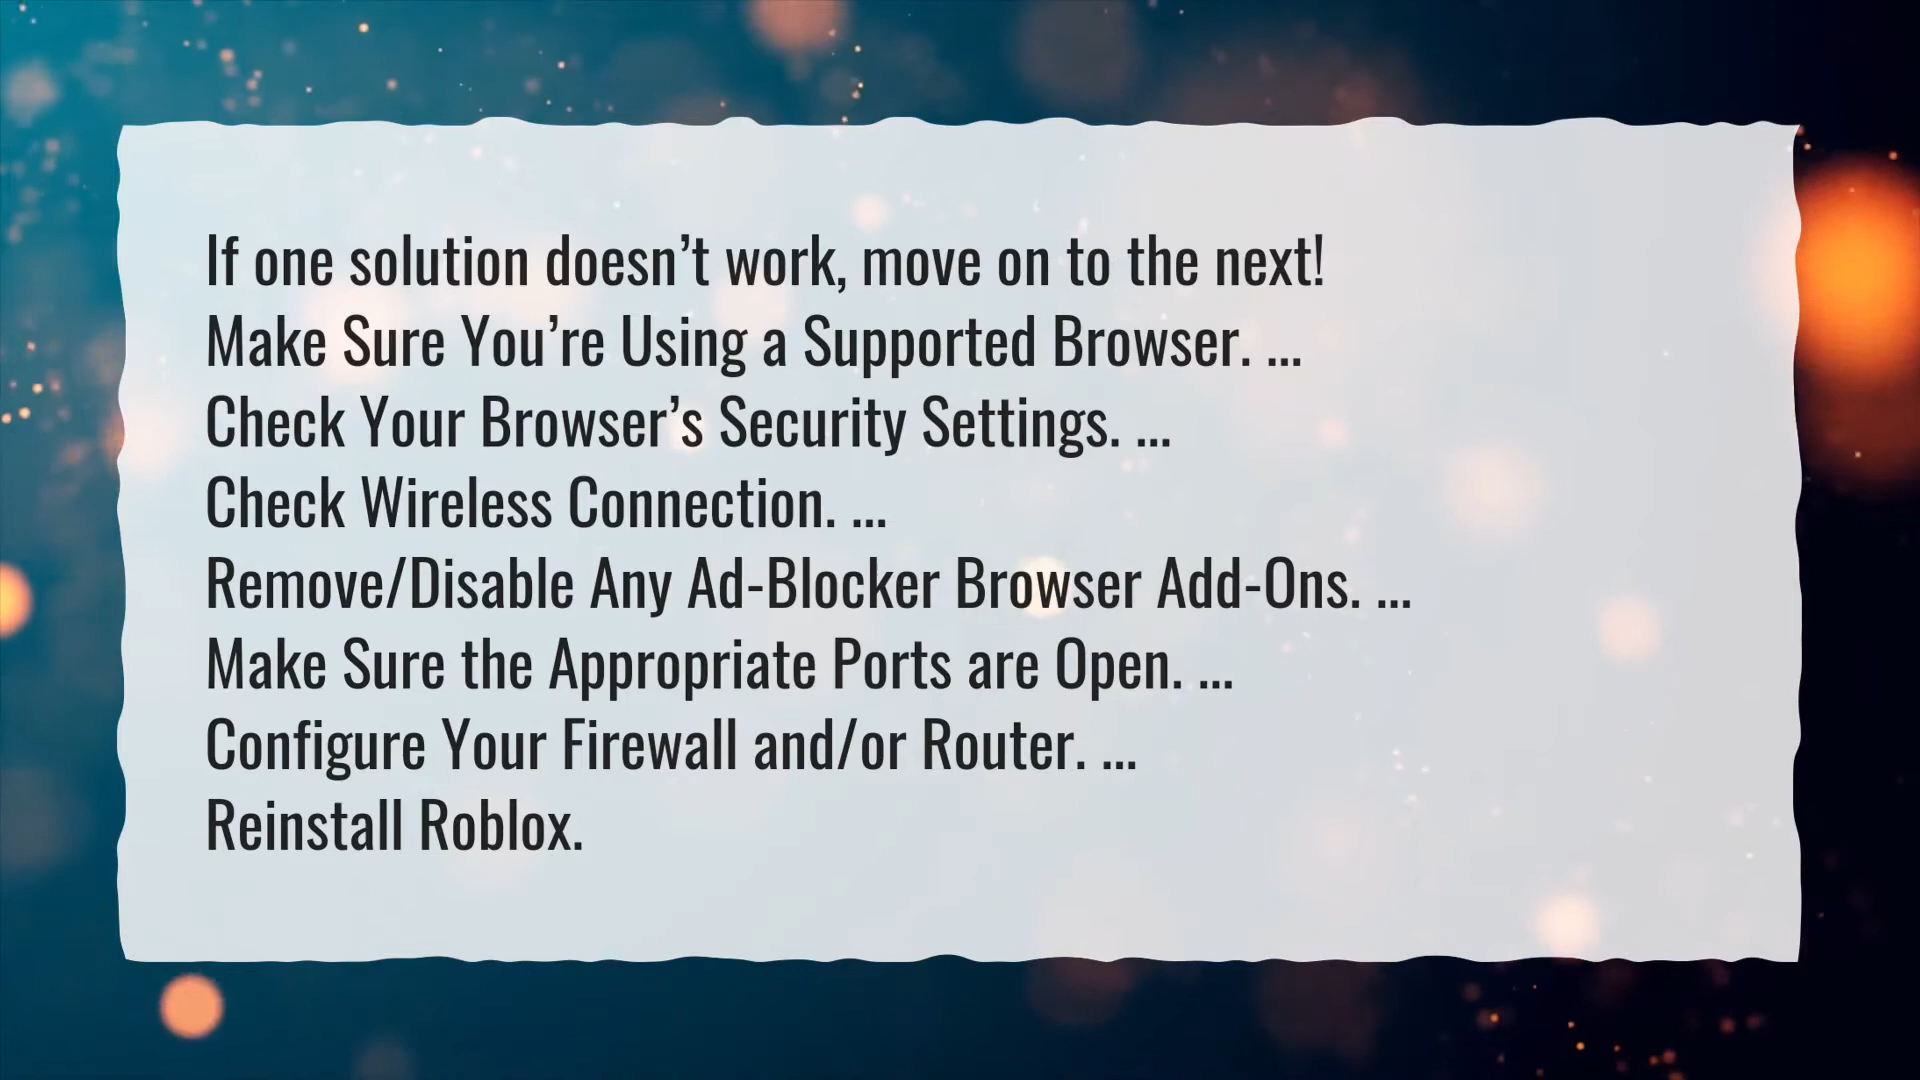 If one solution doesn’t work, move on to the next!
Make Sure You’re Using a Supported Browser. ...
Check Your Browser’s Security Settings. ...
Check Wireless Connection. ...
Remove/Disable Any Ad-Blocker Browser Add-Ons. ...
Make Sure the Appropriate Ports are Open. ...
Configure Your Firewall and/or Router. ...
Reinstall Roblox.